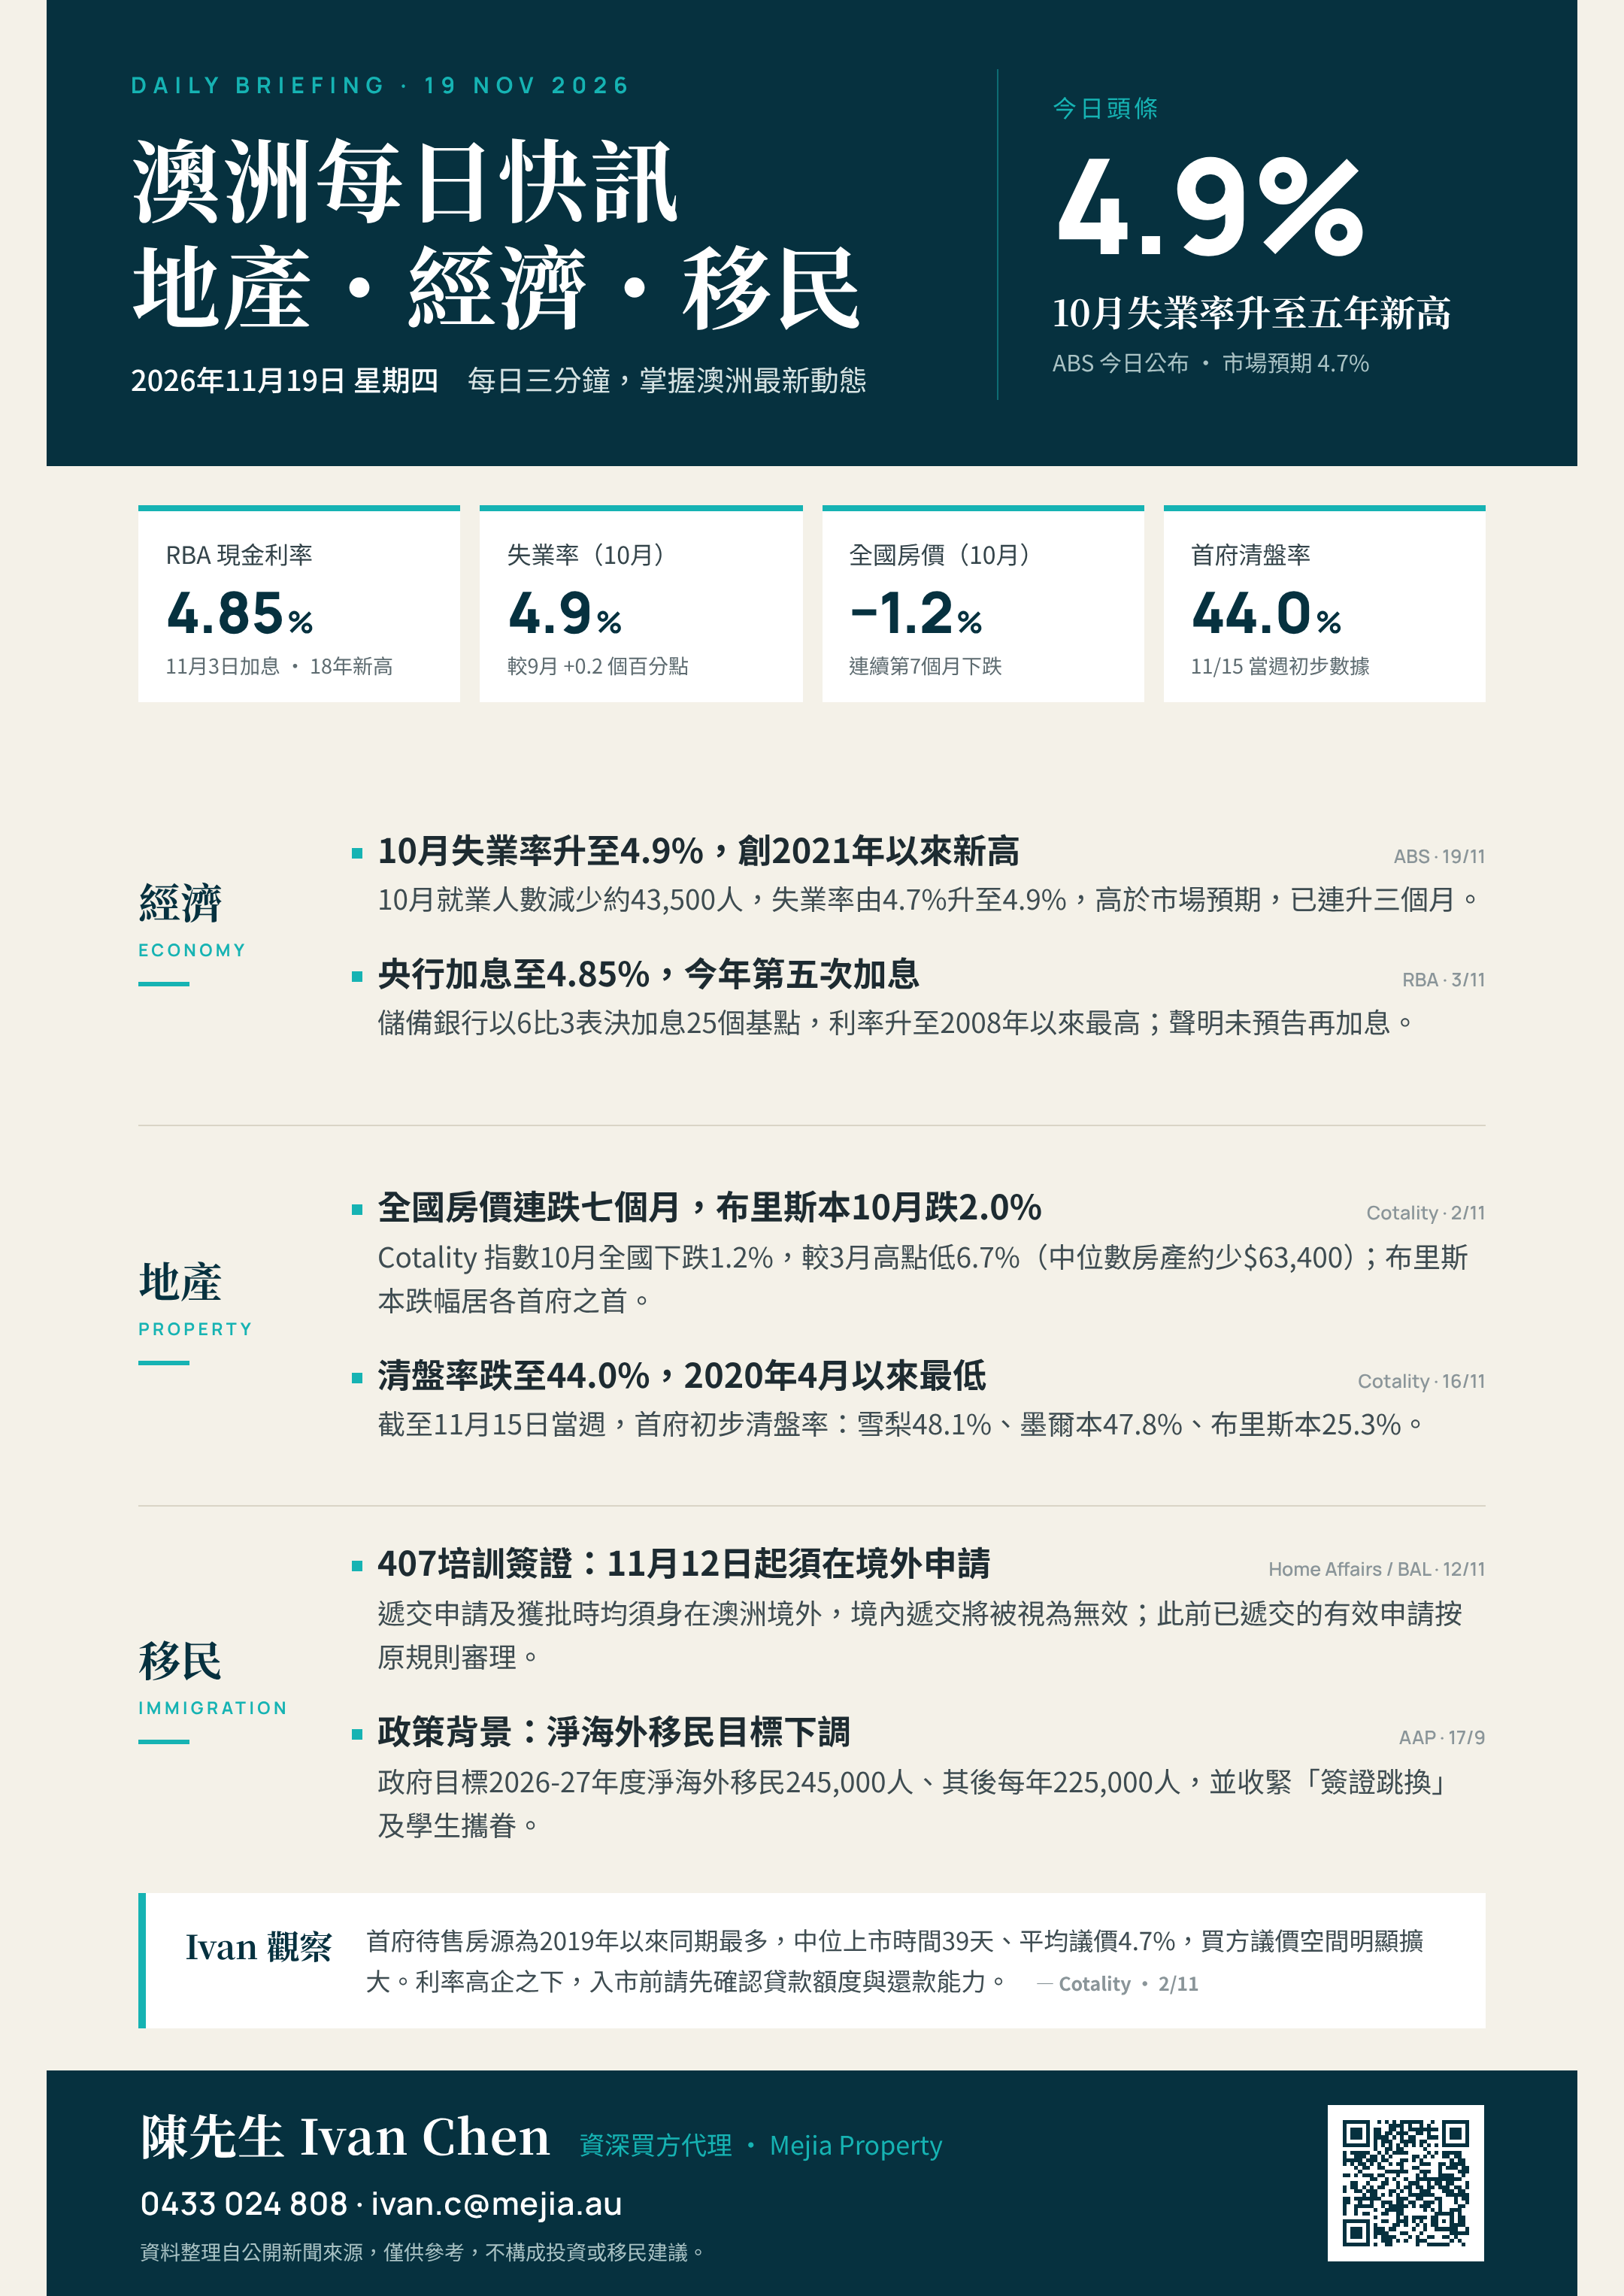 DAILY BRIEFING · 19 NOV 2026
澳洲每日快訊
地產・經濟・移民
2026年11月19日 星期四 每日三分鐘，掌握澳洲最新動態
今日頭條
4.9%
10月失業率升至五年新高
ABS 今日公布 ・ 市場預期 4.7%
RBA 現金利率
4.85%
11月3日加息 ・ 18年新高
失業率（10月）
4.9%
較9月 +0.2 個百分點
全國房價（10月）
−1.2%
連續第7個月下跌
首府清盤率
44.0%
11/15 當週初步數據
經濟
ECONOMY
10月失業率升至4.9%，創2021年以來新高 ABS · 19/11
10月就業人數減少約43,500人，失業率由4.7%升至4.9%，高於市場預期，已連升三個月。
央行加息至4.85%，今年第五次加息 RBA · 3/11
儲備銀行以6比3表決加息25個基點，利率升至2008年以來最高；聲明未預告再加息。
地產
PROPERTY
全國房價連跌七個月，布里斯本10月跌2.0% Cotality · 2/11
Cotality 指數10月全國下跌1.2%，較3月高點低6.7%（中位數房產約少$63,400）；布里斯
本跌幅居各首府之首。
清盤率跌至44.0%，2020年4月以來最低 Cotality · 16/11
截至11月15日當週，首府初步清盤率：雪梨48.1%、墨爾本47.8%、布里斯本25.3%。
移民
IMMIGRATION
407培訓簽證：11月12日起須在境外申請 Home Affairs / BAL · 12/11
遞交申請及獲批時均須身在澳洲境外，境內遞交將被視為無效；此前已遞交的有效申請按
原規則審理。
政策背景：淨海外移民目標下調 AAP · 17/9
政府目標2026-27年度淨海外移民245,000人、其後每年225,000人，並收緊「簽證跳換」
及學生攜眷。
Ivan 觀察
首府待售房源為2019年以來同期最多，中位上市時間39天、平均議價4.7%，買方議價空間明顯擴
大。利率高企之下，入市前請先確認貸款額度與還款能力。 — Cotality ・ 2/11
陳先生 Ivan Chen 資深買方代理 ・ Mejia Property
0433 024 808 · ivan.c@mejia.au
資料整理自公開新聞來源，僅供參考，不構成投資或移民建議。